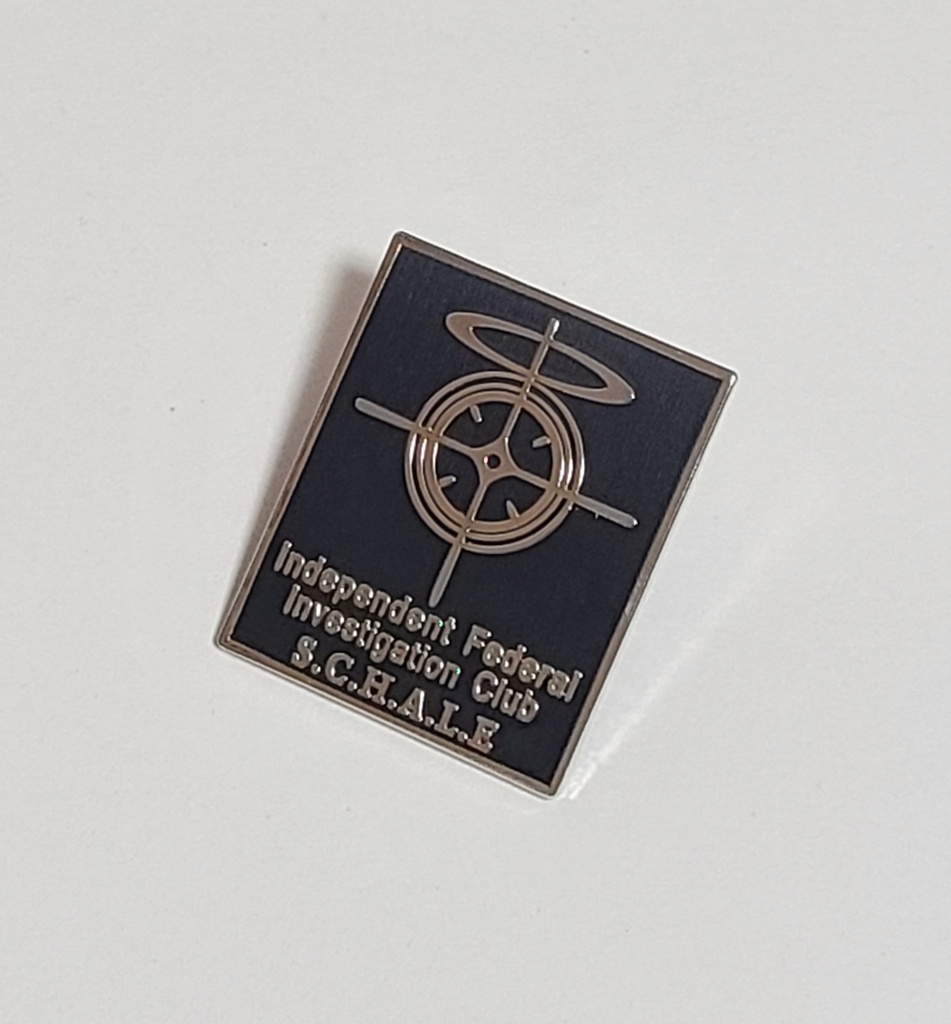 Independent Federal
Investigation Club
S.C.H.A.L.E